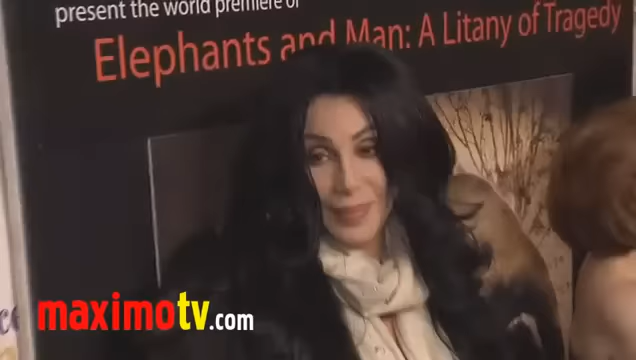 present the world premiere of
Elephants and Man: A Litany of Tragedy
maximotv.com